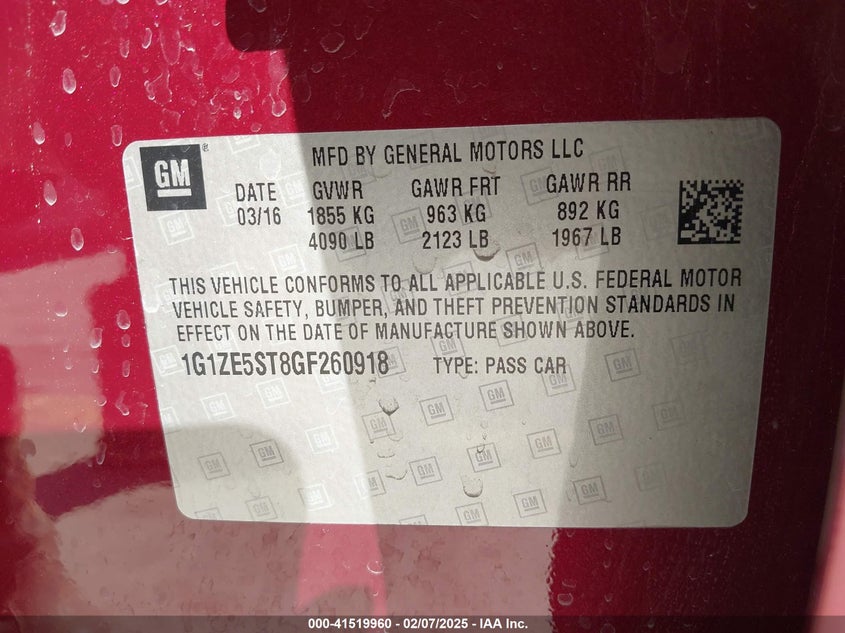 GM
®
MFD BY GENERAL MOTORS LLC
DATE GVWR GAWR FRT GAWR RR
03/16 1855 KG 963 KG 892 KG
4090 LB 2123 LB 1967 LB
THIS VEHICLE CONFORMS TO ALL APPLICABLE U.S. FEDERAL MOTOR
VEHICLE SAFETY, BUMPER, AND THEFT PREVENTION STANDARDS IN
EFFECT ON THE DATE OF MANUFACTURE SHOWN ABOVE.
1G1ZE5ST8GF260918 TYPE: PASS CAR
000-41519960 - 02/07/2025 - IAA Inc.